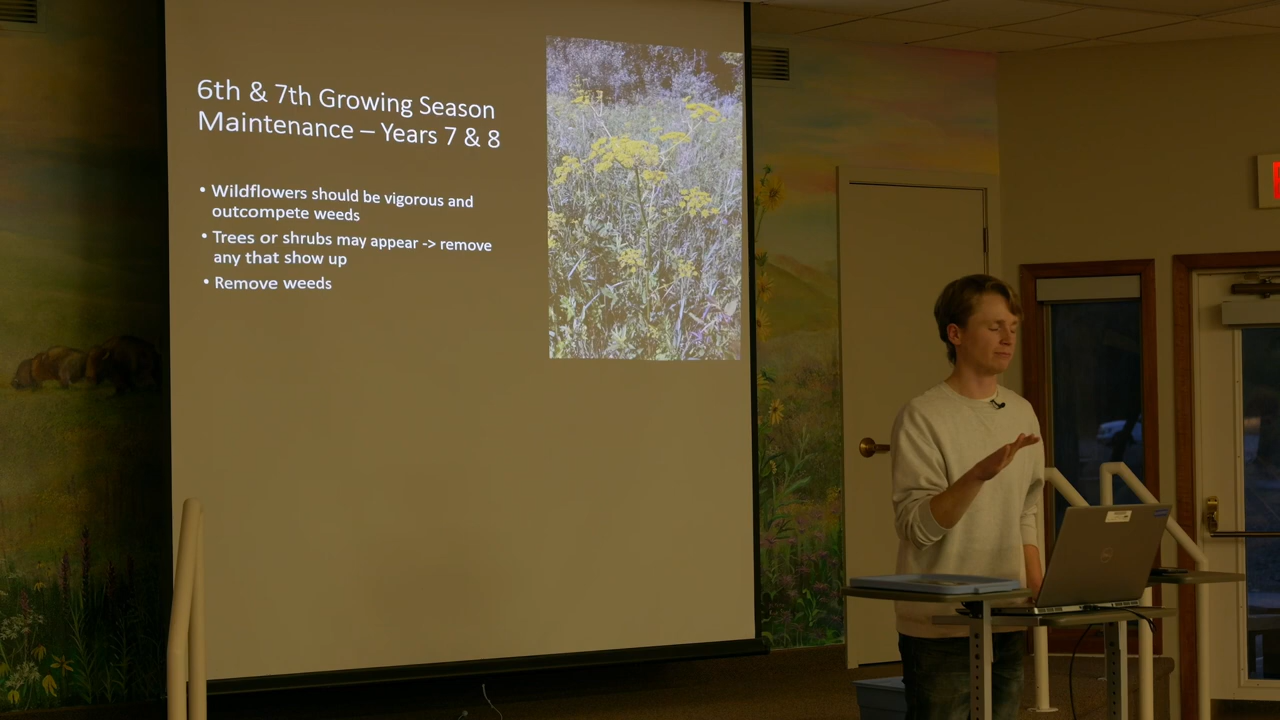 6th & 7th Growing Season
Maintenance – Years 7 & 8
• Wildflowers should be vigorous and
outcompete weeds
• Trees or shrubs may appear -> remove
any that show up
• Remove weeds